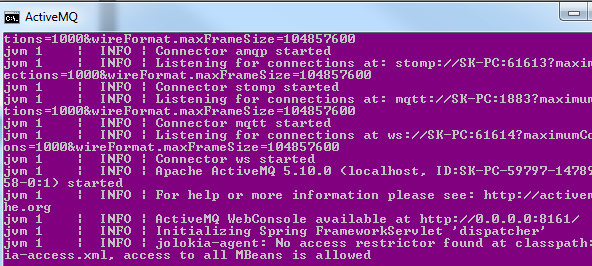 ActiveMQ
tions=1000&wireFormat.maxFrameSize=104857600
jvm 1    | INFO | Connector amqp started
jvm 1    | INFO | Listening for connections at: stomp://SK-PC:61613?maxim
ections=1000&wireFormat.maxFrameSize=104857600
jvm 1    | INFO | Connector stomp started
jvm 1    | INFO | Listening for connections at: mqtt://SK-PC:1883?maximum
tions=1000&wireFormat.maxFrameSize=104857600
jvm 1    | INFO | Connector mqtt started
jvm 1    | INFO | Listening for connections at ws://SK-PC:61614?maximumCo
ons=1000&wireFormat.maxFrameSize=104857600
jvm 1    | INFO | Connector ws started
jvm 1    | INFO | Apache ActiveMQ 5.10.0 (localhost, ID:SK-PC-59797-14789
58-0:1) started
jvm 1    | INFO | For help or more information please see: http://activem
he.org
jvm 1    | INFO | ActiveMQ WebConsole available at http://0.0.0.0:8161/
jvm 1    | INFO | Initializing Spring FrameworkServlet 'dispatcher'
jvm 1    | INFO | jolokia-agent: No access restrictor found at classpath:
ia-access.xml, access to all MBeans is allowed